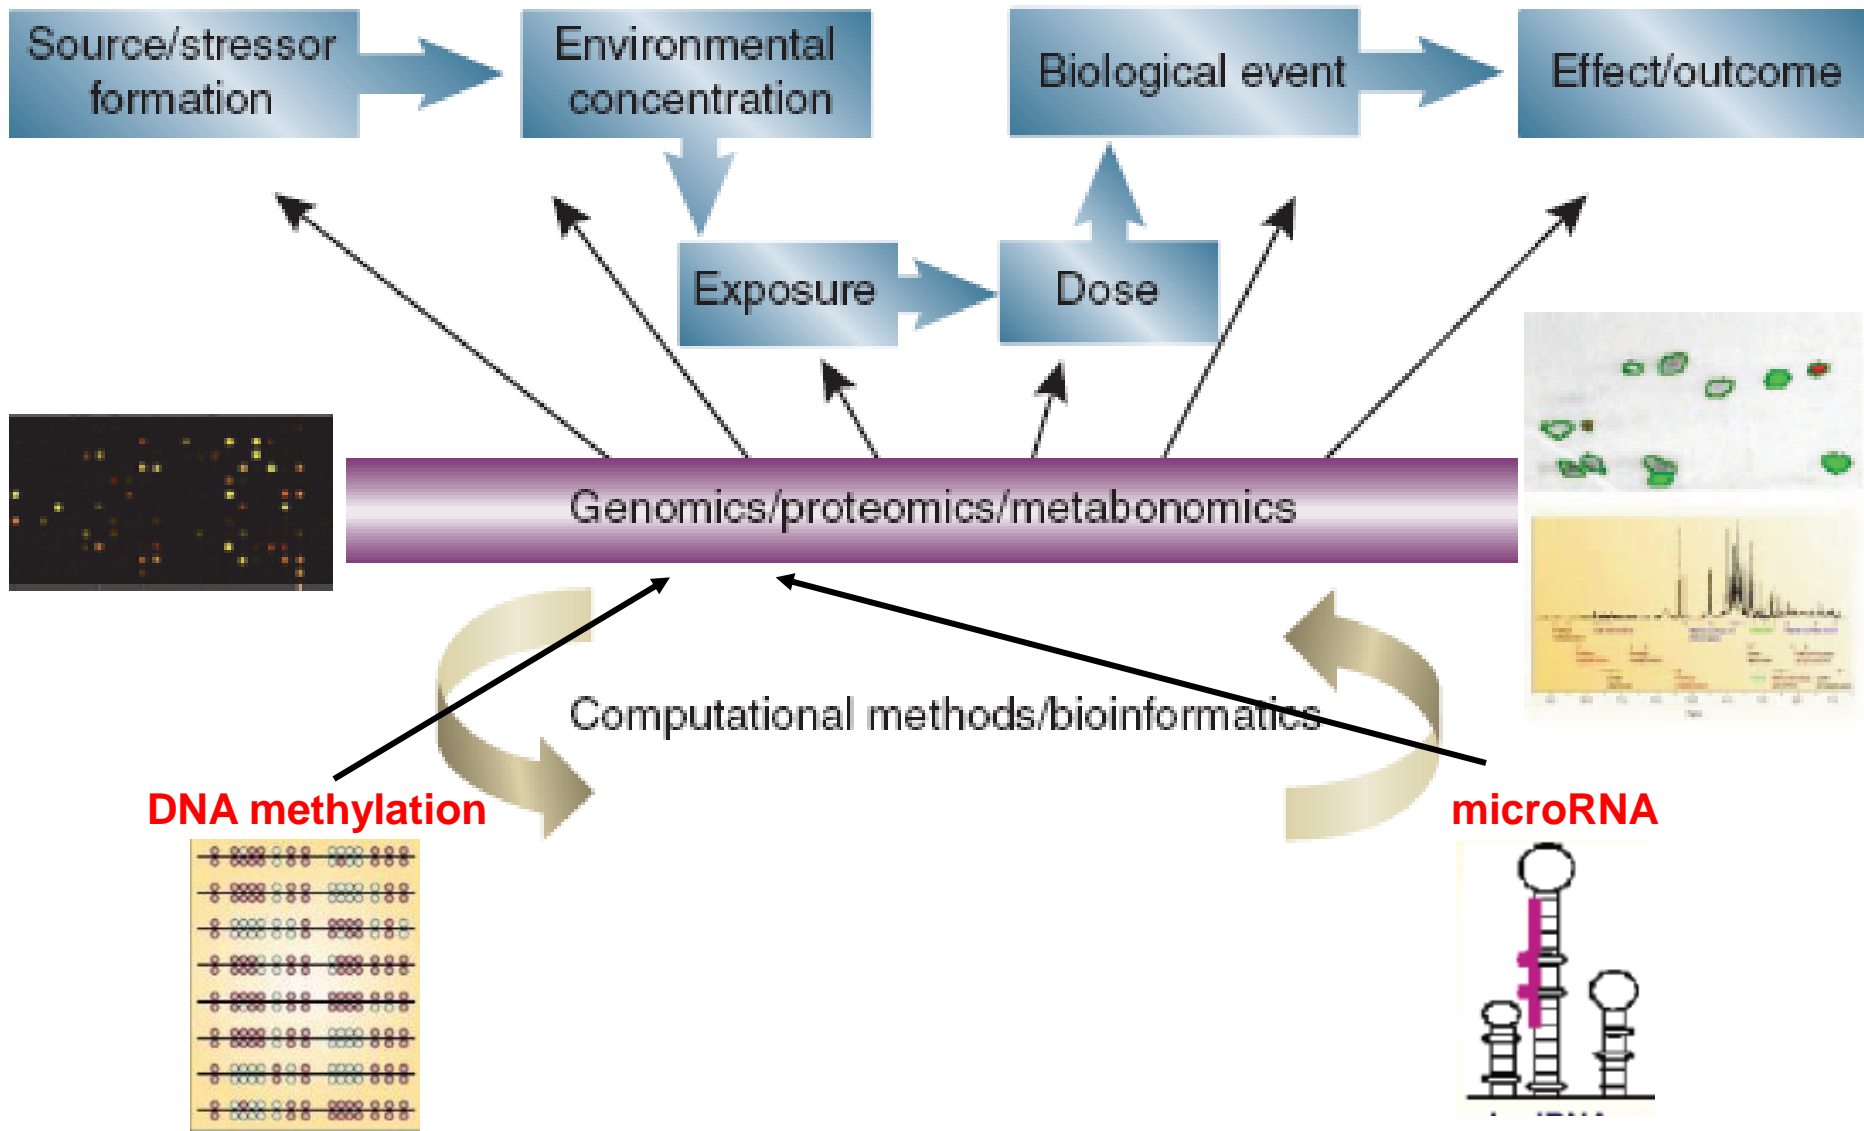 Source/stressor
formation
Environmental
concentration
Biological event
Effect/outcome
Exposure
Dose
Genomics/proteomics/metabonomics
Computational methods/bioinformatics
DNA methylation
microRNA